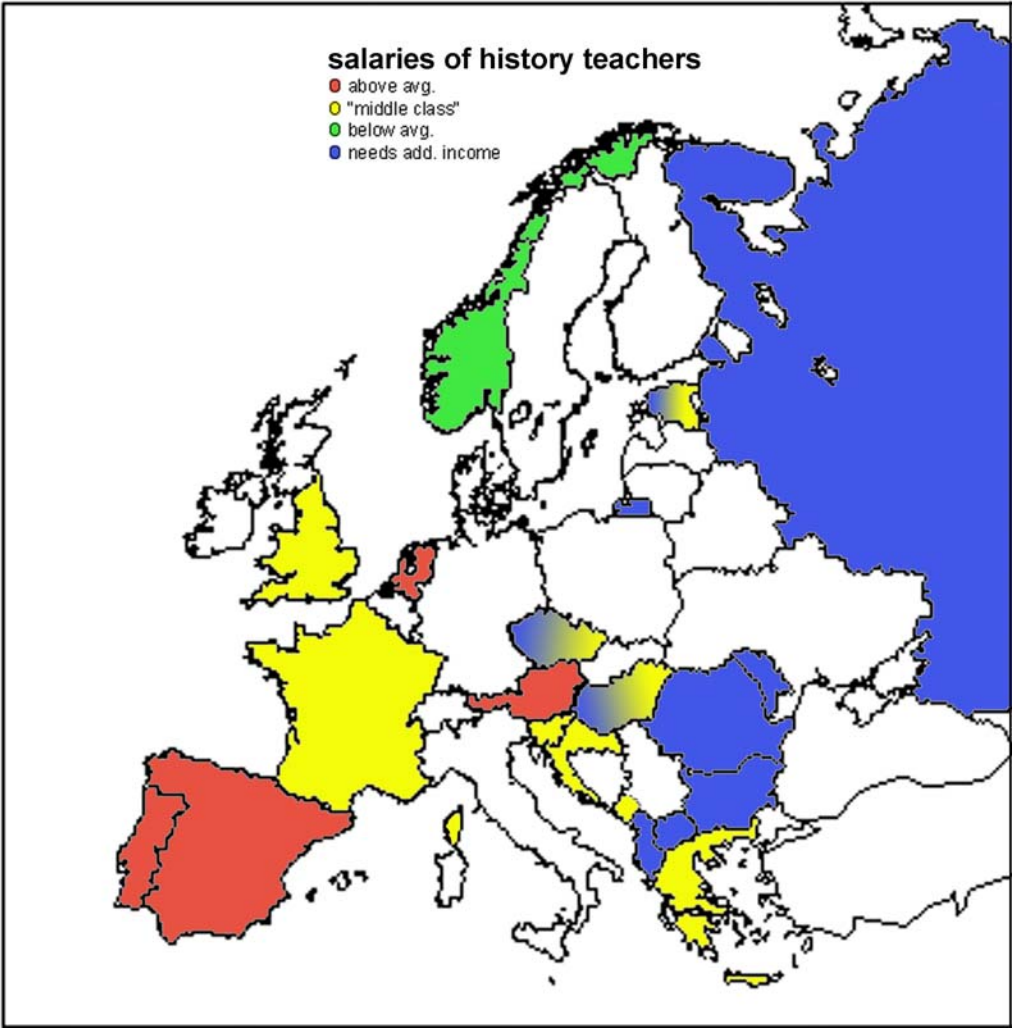 salaries of history teachers
above avg.
"middle class"
below avg.
needs add. income